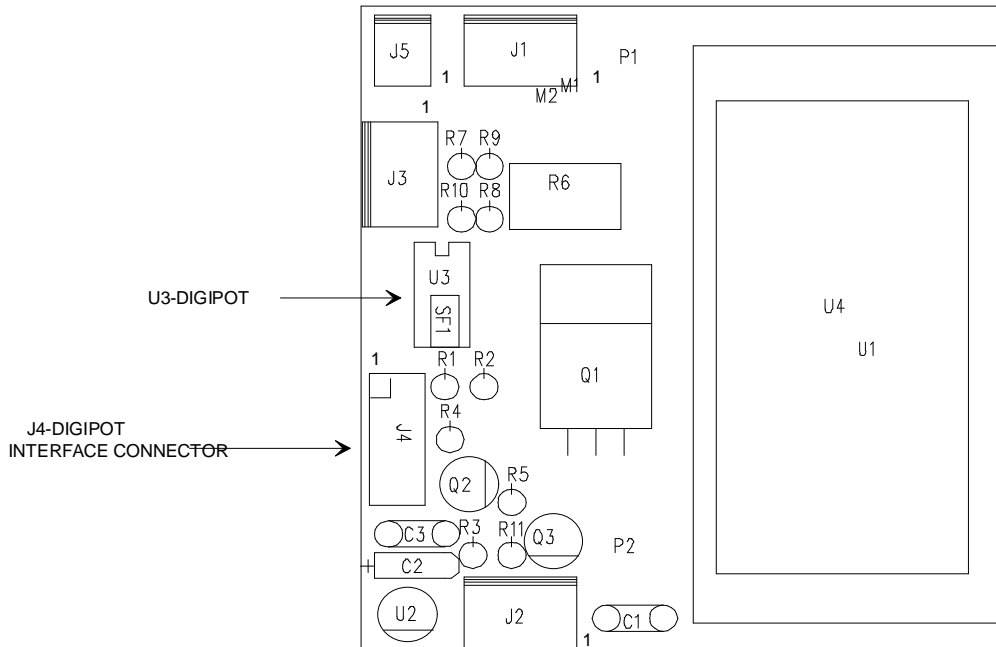 J5
J1
P1
1
1
M2
M1
1
R7
R9
J3
R6
R10
R8
U3
U3-DIGIPOT
SF1
U4
U1
1
R1
R2
Q1
R4
J4-DIGIPOT
INTERFACE CONNECTOR
J4
Q2
R5
C3
R3
R11
Q3
P2
+
C2
U2
J2
C1
1